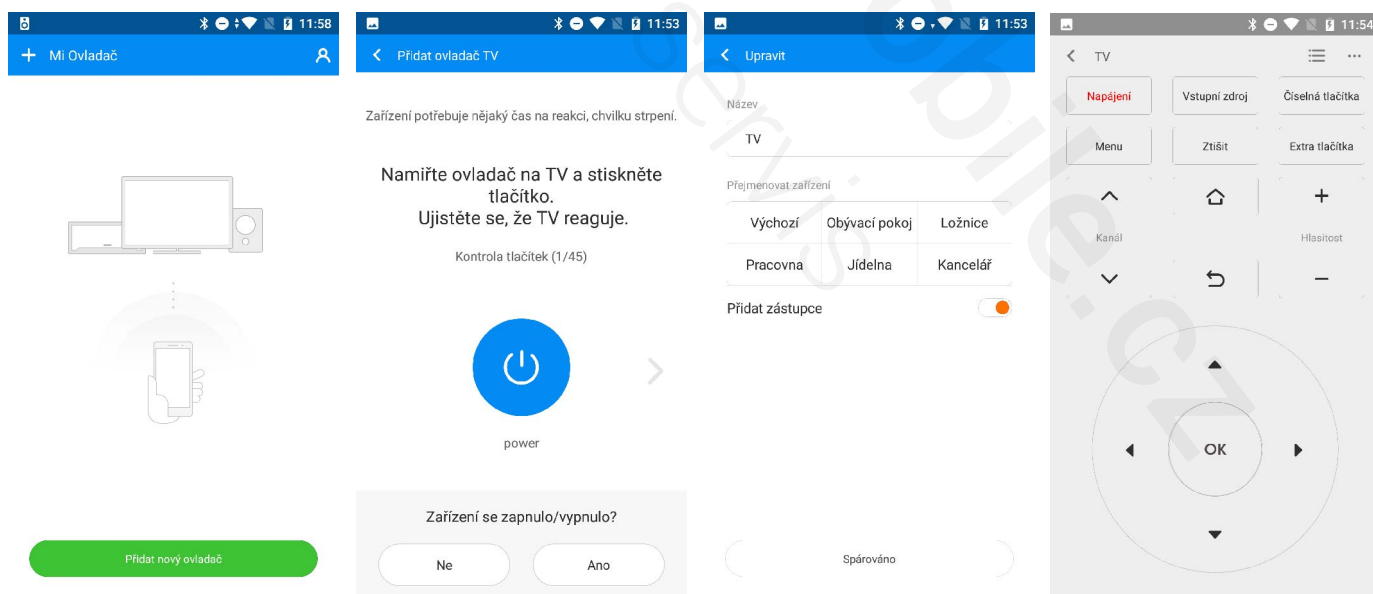 11:58
Mi Ovladač
Přidat nový ovladač
11:53
Přidat ovladač TV
Zařízení potřebuje nějaký čas na reakci, chvilku strpení.
Namiřte ovladač na TV a stiskněte
tlačítko.
Ujistěte se, že TV reaguje.
Kontrola tlačítek (1/45)
power
Zařízení se zapnulo/vypnulo?
Ne Ano
11:53
Upravit
Název
TV
Přejmenovat zařízení
Výchozí Obývací pokoj Ložnice
Pracovna Jídelna Kancelář
Přidat zástupce
Spárováno
11:54
TV
Napájení Vstupní zdroj Číselná tlačítka
Menu Ztišit Extra tlačítka
Kanál Hlasitost
OK
servis